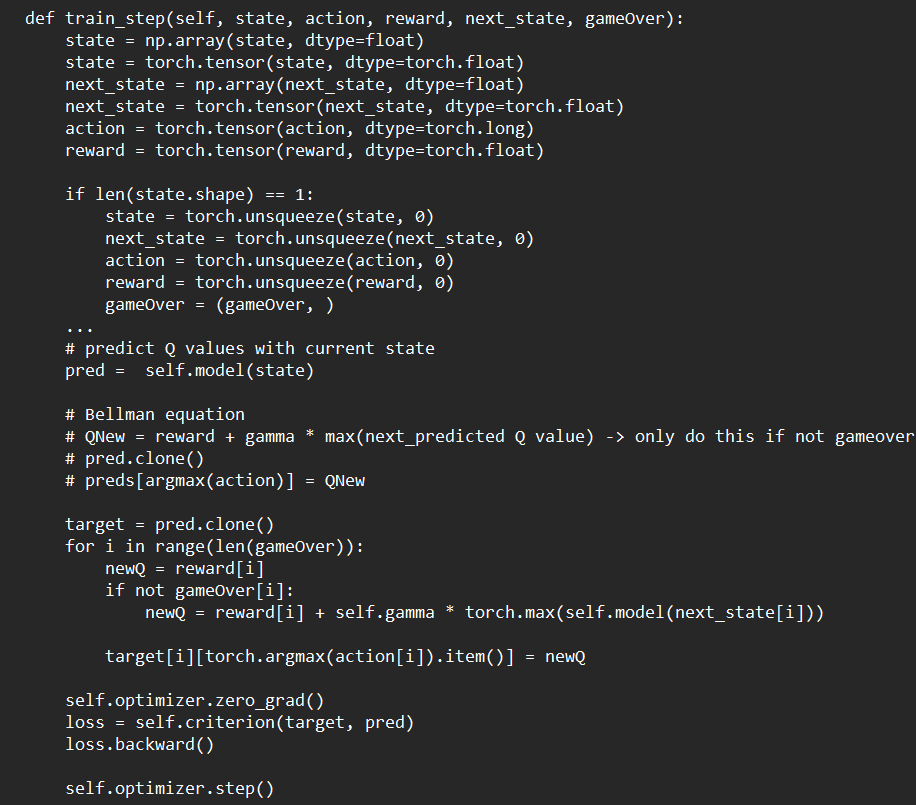 def train_step(self, state, action, reward, next_state, gameOver):
    state = np.array(state, dtype=float)
    state = torch.tensor(state, dtype=torch.float)
    next_state = np.array(next_state, dtype=float)
    next_state = torch.tensor(next_state, dtype=torch.float)
    action = torch.tensor(action, dtype=torch.long)
    reward = torch.tensor(reward, dtype=torch.float)

    if len(state.shape) == 1:
        state = torch.unsqueeze(state, 0)
        next_state = torch.unsqueeze(next_state, 0)
        action = torch.unsqueeze(action, 0)
        reward = torch.unsqueeze(reward, 0)
        gameOver = (gameOver, )
    ...
    # predict Q values with current state
    pred =  self.model(state)

    # Bellman equation
    # QNew = reward + gamma * max(next_predicted Q value) -> only do this if not gameover
    # pred.clone()
    # preds[argmax(action)] = QNew

    target = pred.clone()
    for i in range(len(gameOver)):
        newQ = reward[i]
        if not gameOver[i]:
            newQ = reward[i] + self.gamma * torch.max(self.model(next_state[i]))

        target[i][torch.argmax(action[i]).item()] = newQ

    self.optimizer.zero_grad()
    loss = self.criterion(target, pred)
    loss.backward()

    self.optimizer.step()